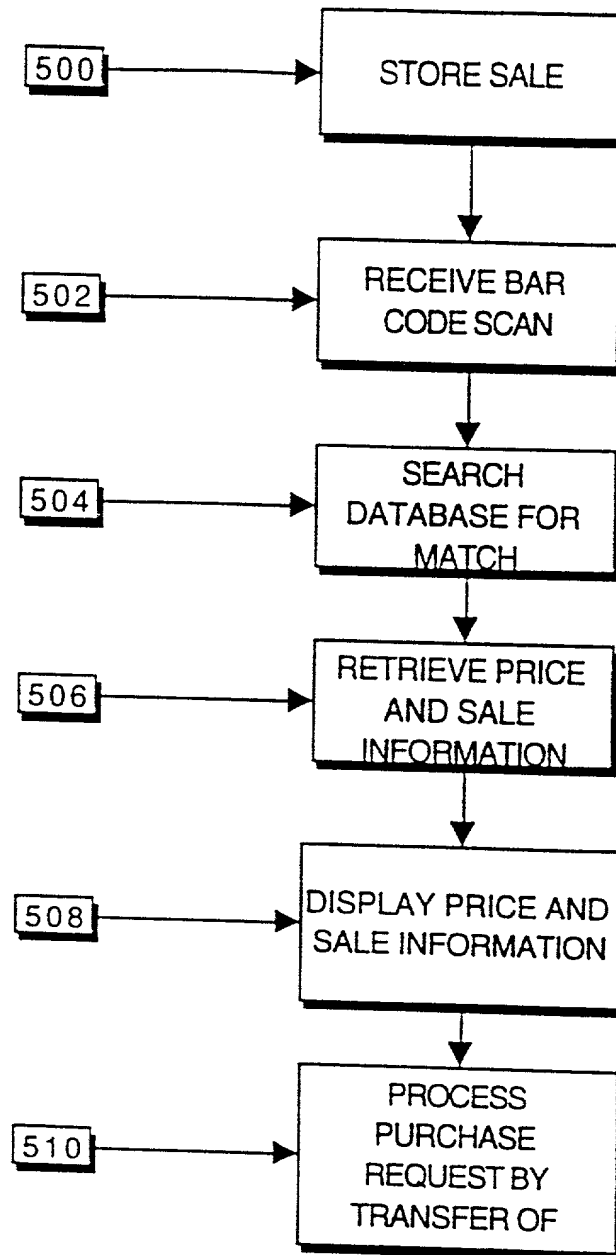 500
STORE SALE
502
RECEIVE BAR
CODE SCAN
504
SEARCH
DATABASE FOR
MATCH
506
RETRIEVE PRICE
AND SALE
INFORMATION
508
DISPLAY PRICE AND
SALE INFORMATION
510
PROCESS
PURCHASE
REQUEST BY
TRANSFER OF